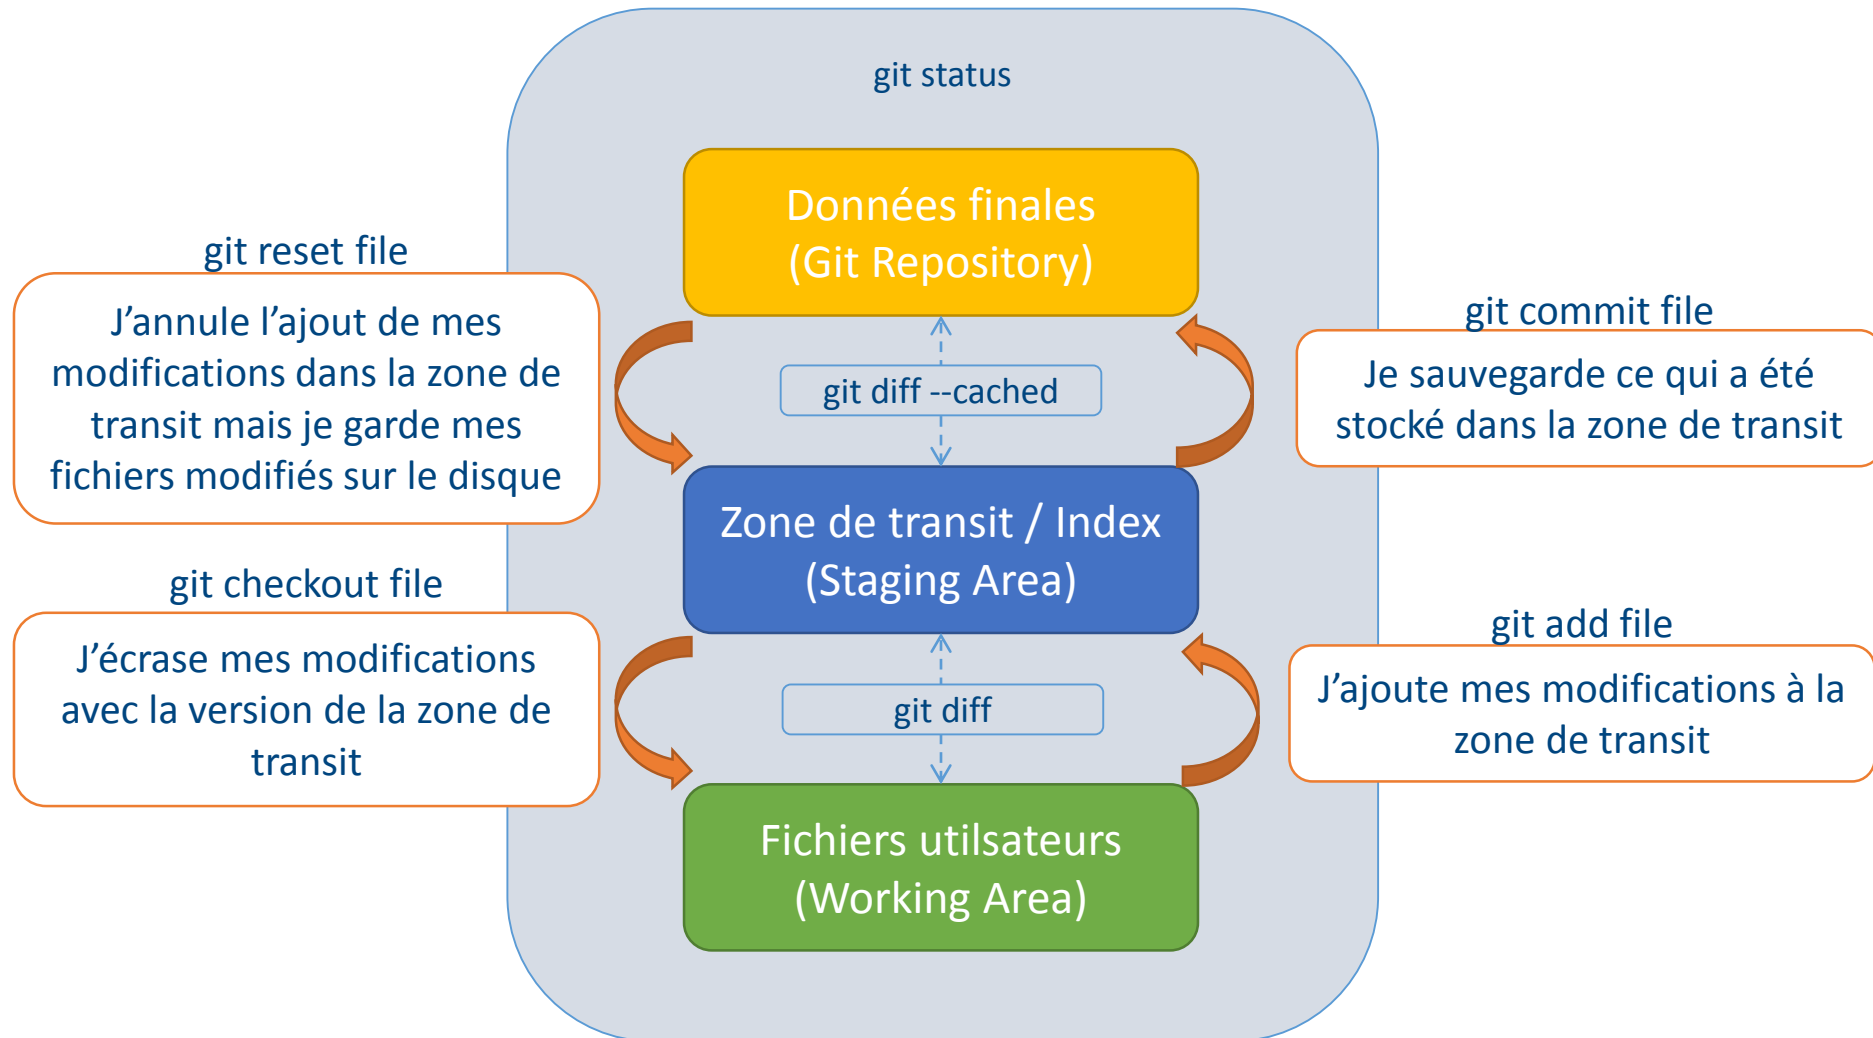 git status
Données finales
(Git Repository)
git reset file
J’annule l’ajout de mes
modifications dans la zone de
transit mais je garde mes
fichiers modifiés sur le disque
git diff --cached
git commit file
Je sauvegarde ce qui a été
stocké dans la zone de transit
Zone de transit / Index
(Staging Area)
git checkout file
J’écrase mes modifications
avec la version de la zone de
transit
git diff
git add file
J’ajoute mes modifications à la
zone de transit
Fichiers utilsateurs
(Working Area)